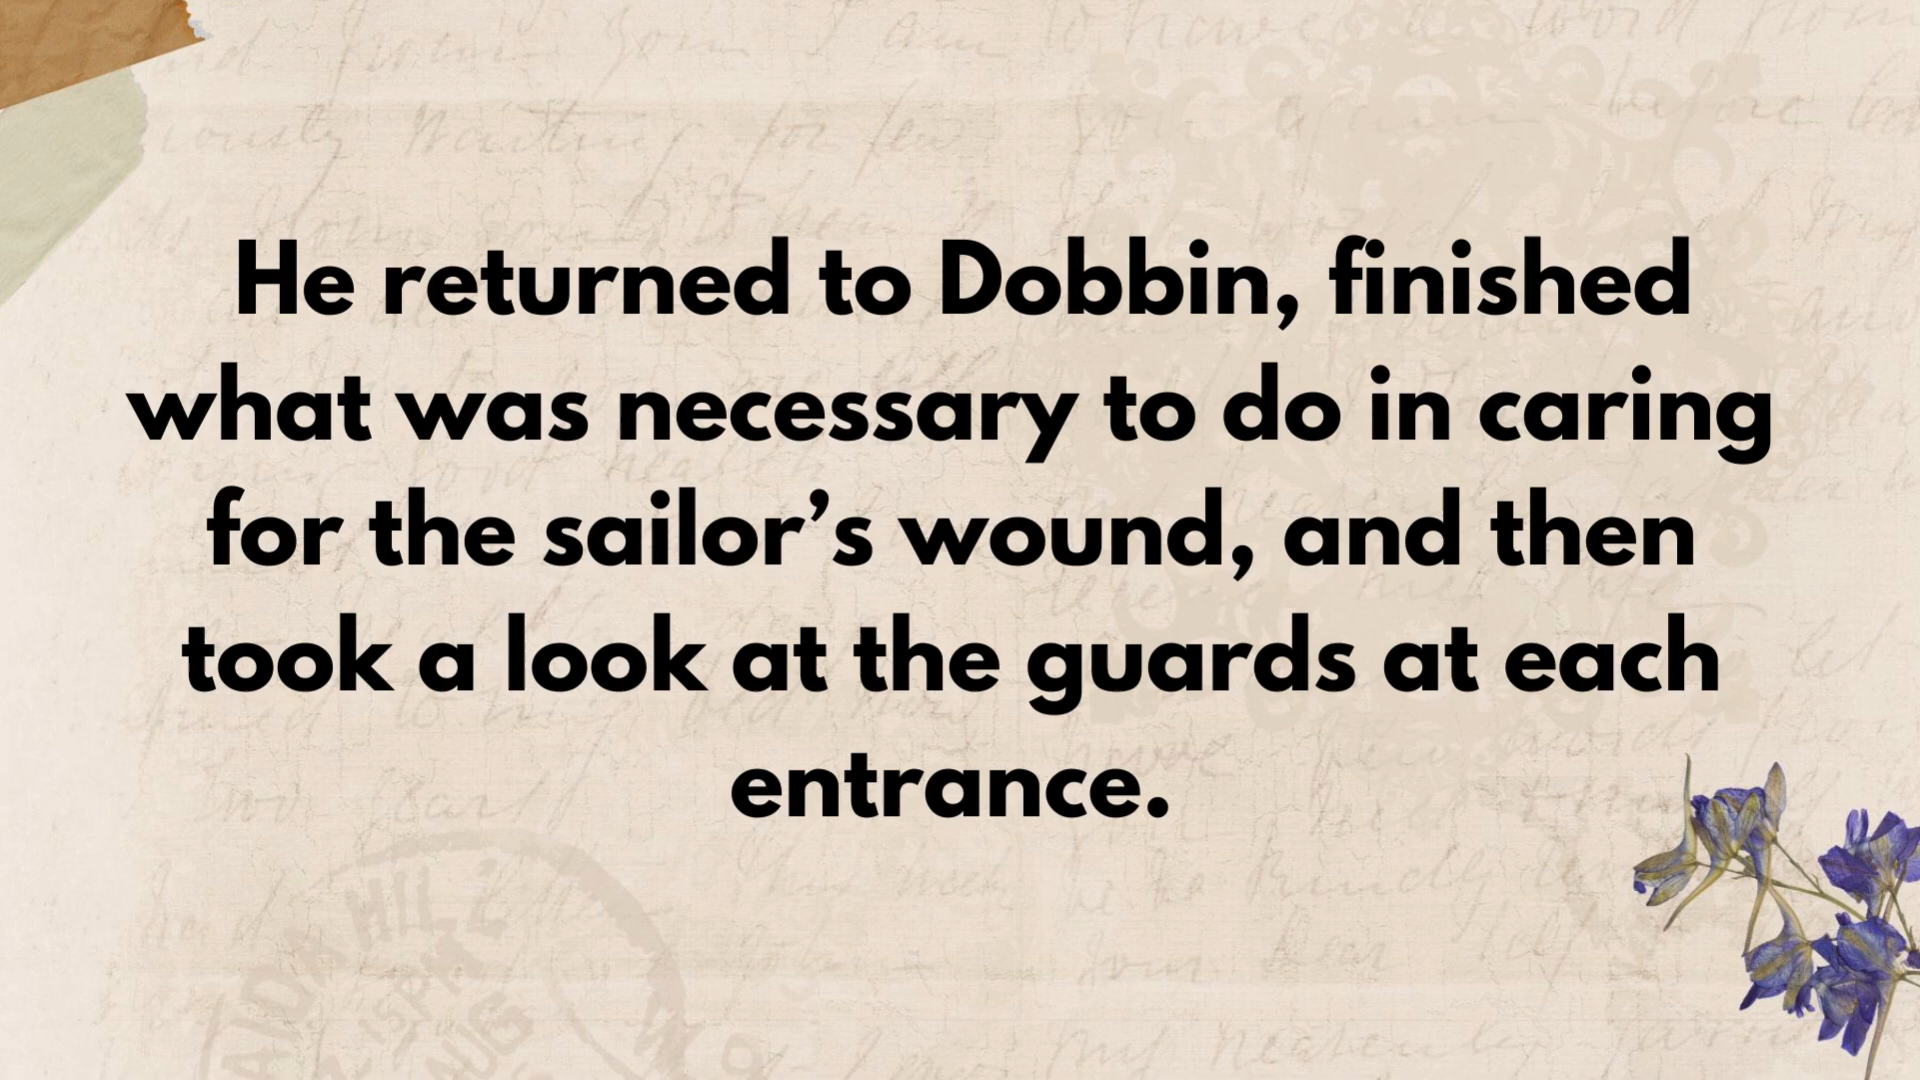 He returned to Dobbin, finished
what was necessary to do in caring
for the sailor’s wound, and then
took a look at the guards at each
entrance.